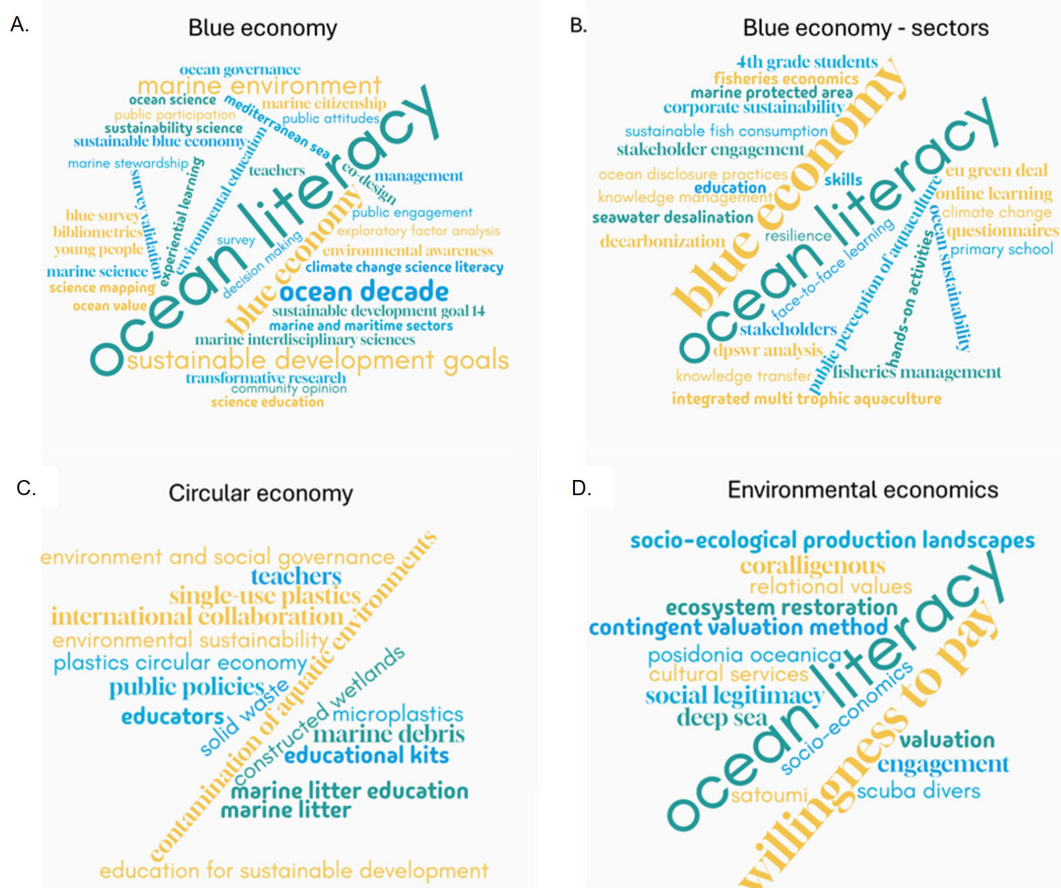 A.
Blue economy
ocean governance
marine environment
ocean science
mediterranean sea
marine citizenship
public participation
public attitudes
sustainability science
sustainable blue economy
marine stewardship
survey validation
experiential learning
environmental education
teachers
ocean literacy
co-design
management
blue survey
bibliometrics
young people
marine science
science mapping
ocean value
survey
decision making
blue economy
public engagement
exploratory factor analysis
environmental awareness
climate change science literacy
ocean decade
sustainable development goal 14
marine and maritime sectors
marine interdisciplinary sciences
sustainable development goals
transformative research
community opinion
science education
B.
Blue economy - sectors
4th grade students
fisheries economics
marine protected area
corporate sustainability
blue economy
sustainable fish consumption
stakeholder engagement
ocean disclosure practices
education
knowledge management
seawater desalination
decarbonization
skills
ocean literacy
resilience
face-to-face learning
eu green deal
online learning
climate change
questionnaires
primary school
public perception of aquaculture
hands-on activities
ocean sustainability
stakeholders
dpswr analysis
knowledge transfer
fisheries management
integrated multi trophic aquaculture
C.
Circular economy
environment and social governance
teachers
single-use plastics
international collaboration
environmental sustainability
plastics circular economy
public policies
educators
solid waste
contamination of aquatic environments
constructed wetlands
microplastics
marine debris
educational kits
marine litter education
marine litter
education for sustainable development
D.
Environmental economics
socio-ecological production landscapes
coralligenous
relational values
ecosystem restoration
contingent valuation method
posidonia oceanica
cultural services
social legitimacy
deep sea
ocean literacy
socio-economics
willingness to pay
valuation
engagement
scuba divers
satoumi